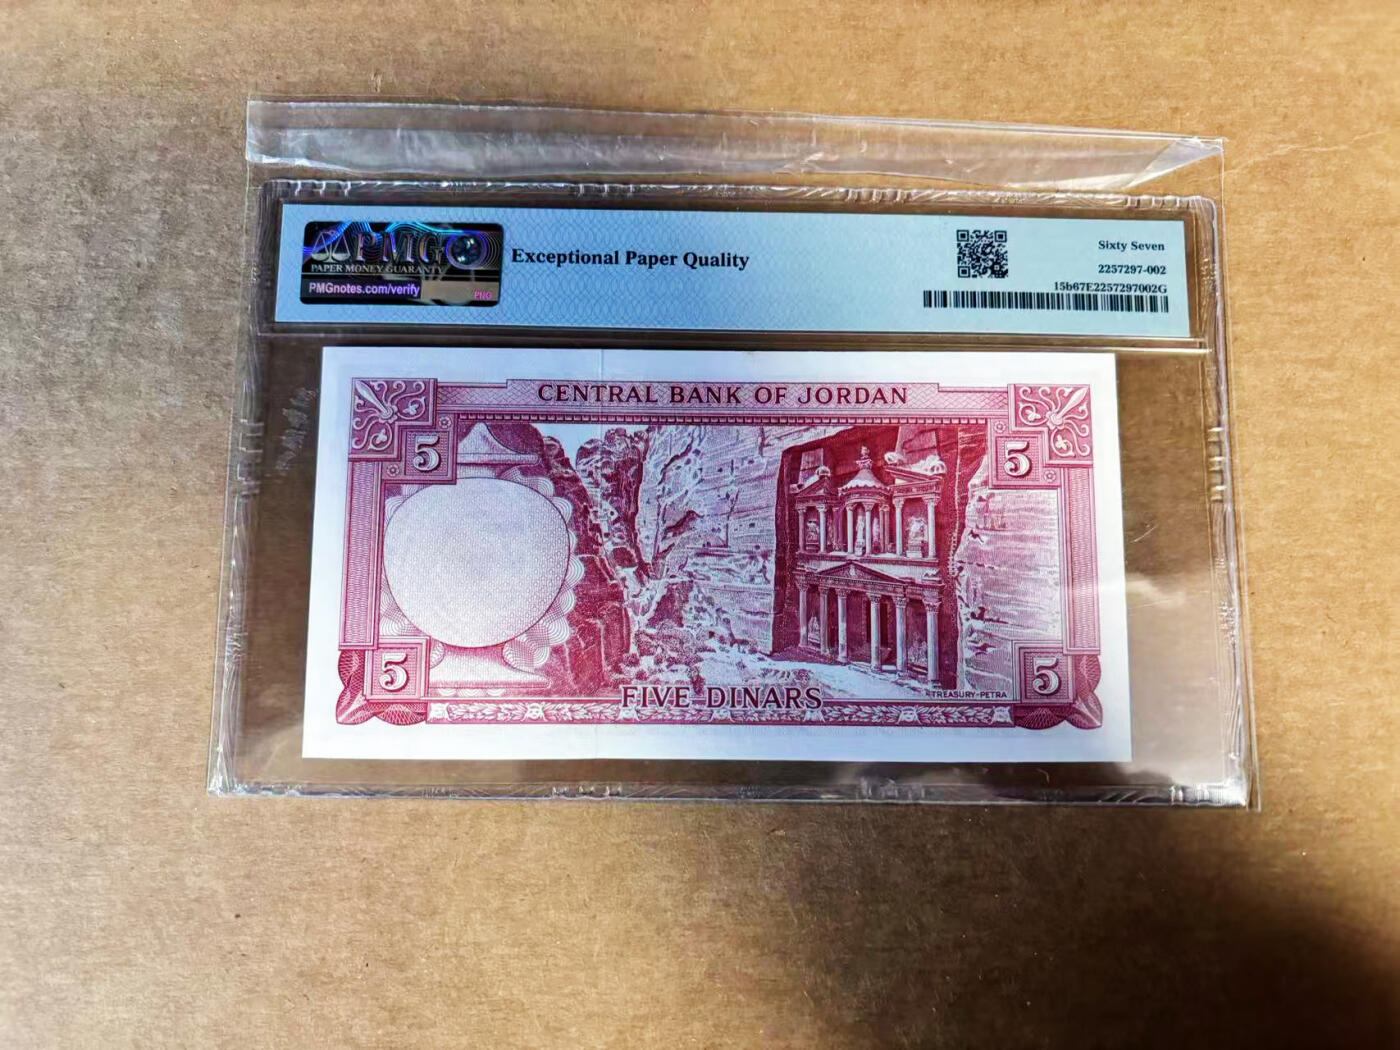 PMG
PAPER MONEY GUARANTY
PMGnotes.com/verify
PNG
Exceptional Paper Quality
Sixty Seven
2257297-002
15b67E2257297002G
CENTRAL BANK OF JORDAN
5
5
5
5
FIVE DINARS
TREASURY-PETRA